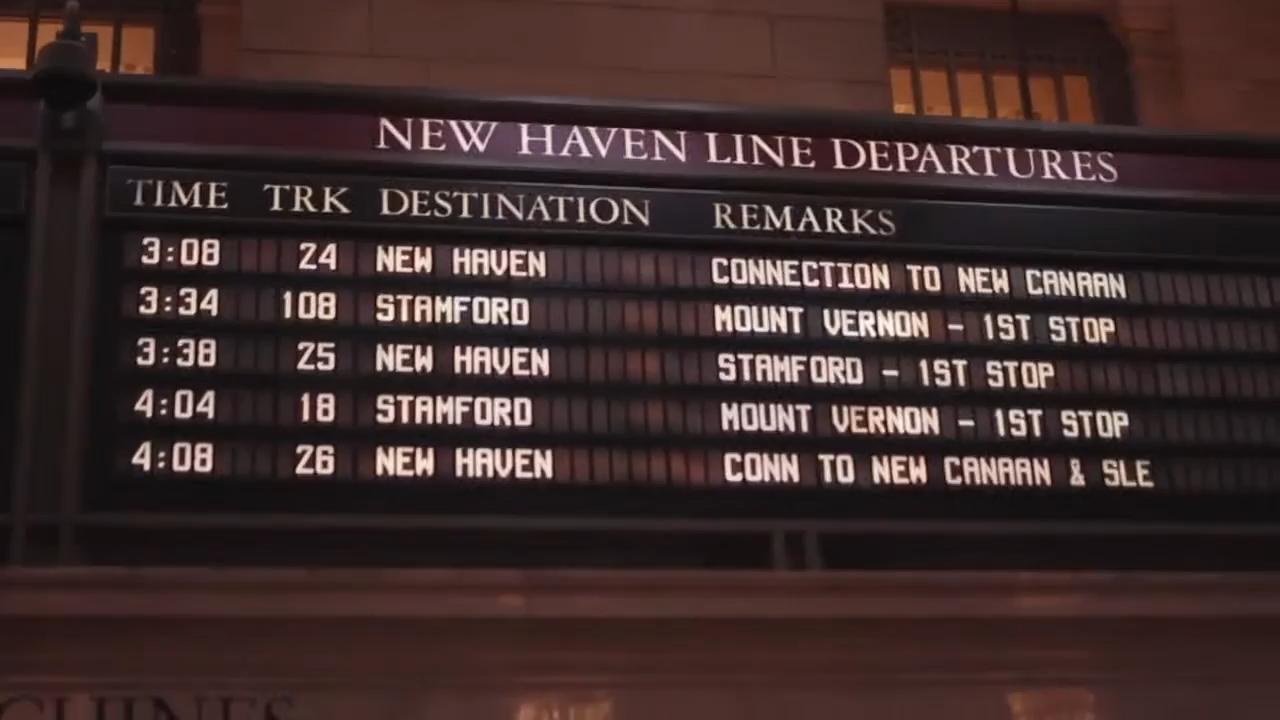 NEW HAVEN LINE DEPARTURES
TIME TRK DESTINATION REMARKS
3:08 24 NEW HAVEN CONNECTION TO NEW CANAAN
3:34 108 STAMFORD MOUNT VERNON - 1ST STOP
3:38 25 NEW HAVEN STAMFORD - 1ST STOP
4:04 18 STAMFORD MOUNT VERNON - 1ST STOP
4:08 26 NEW HAVEN CONN TO NEW CANAAN & SLE